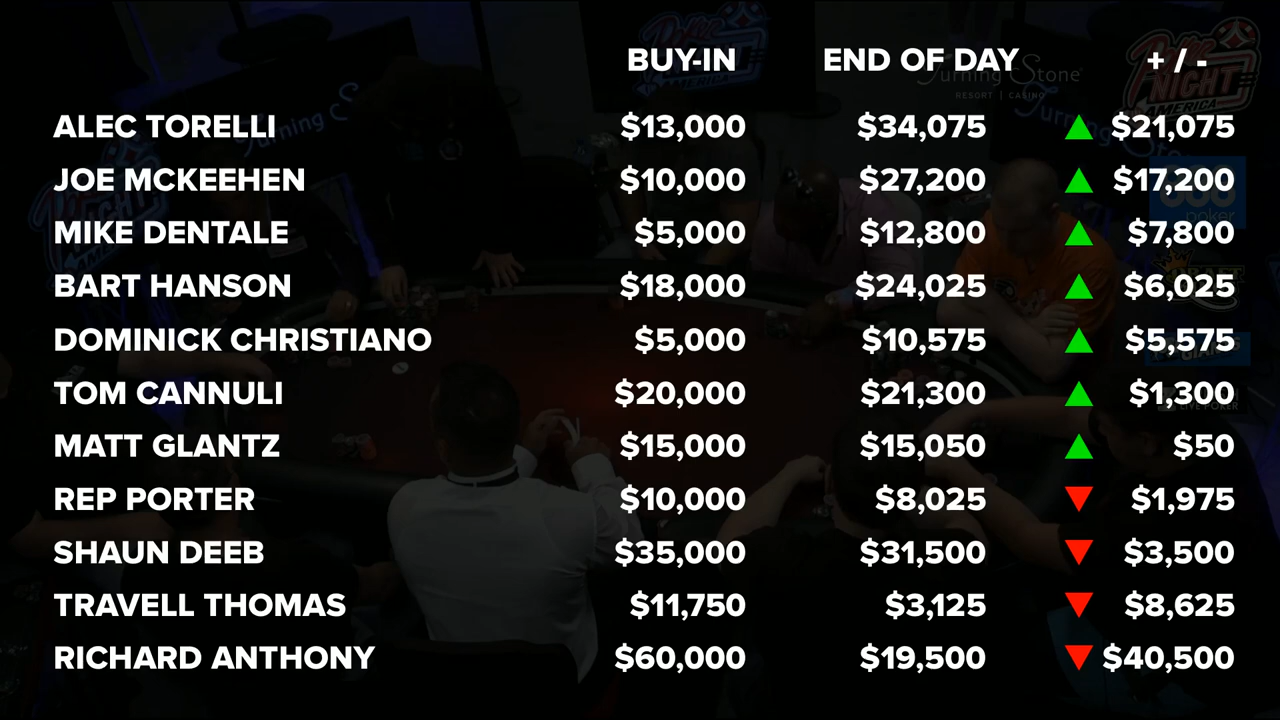 BUY-IN END OF DAY + / -
Turning Stone
RESORT | CASINO
ALEC TORELLI $13,000 $34,075 ▲ $21,075
JOE MCKEEHEN $10,000 $27,200 ▲ $17,200
MIKE DENTALE $5,000 $12,800 ▲ $7,800
BART HANSON $18,000 $24,025 ▲ $6,025
DOMINICK CHRISTIANO $5,000 $10,575 ▲ $5,575
TOM CANNULI $20,000 $21,300 ▲ $1,300
MATT GLANTZ $15,000 $15,050 ▲ $50
REP PORTER $10,000 $8,025 ▼ $1,975
SHAUN DEEB $35,000 $31,500 ▼ $3,500
TRAVELL THOMAS $11,750 $3,125 ▼ $8,625
RICHARD ANTHONY $60,000 $19,500 ▼ $40,500